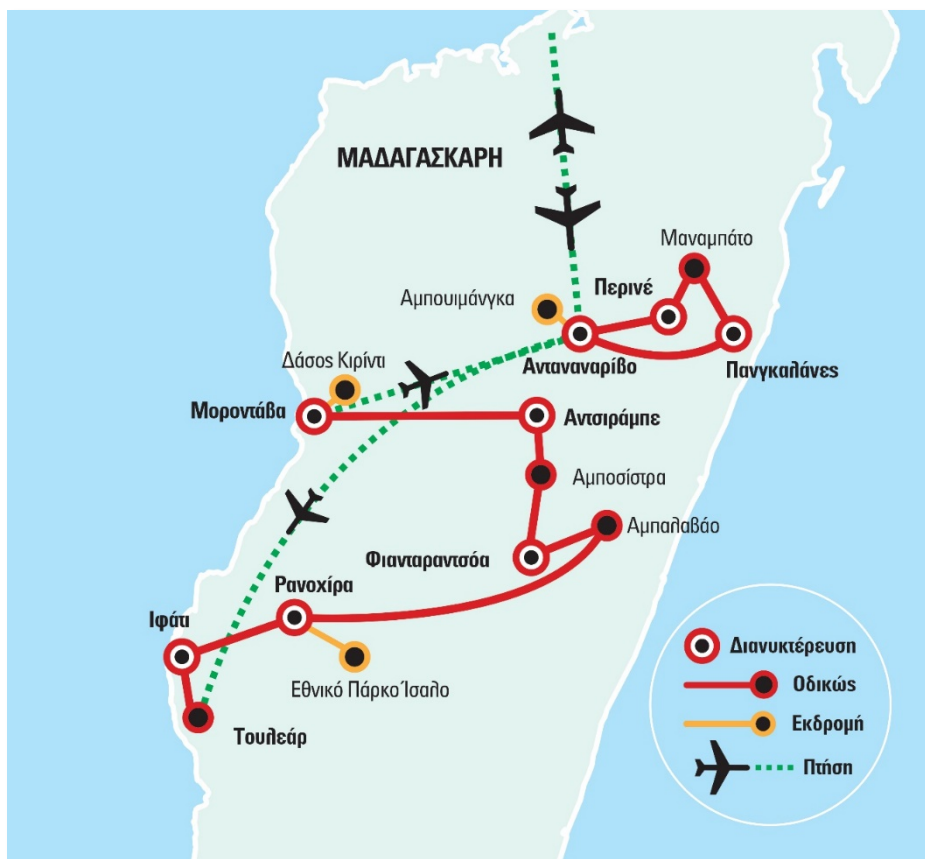 ΜΑΔΑΓΑΣΚΑΡΗ
Μαναμπάτο
Περινέ
Αμπουιμάνγκα
Ανταναναρίβο
Πανγκαλάνες
Δάσος Κιρίντι
Μοροντάβα
Αντσιράμπε
Αμποσίστρα
Αμπαλαβάο
Φιανταραντσόα
Ρανοχίρα
Ιφάτι
Εθνικό Πάρκο Ίσαλο
Τουλεάρ
Διανυκτέρευση
Οδικώς
Εκδρομή
Πτήση